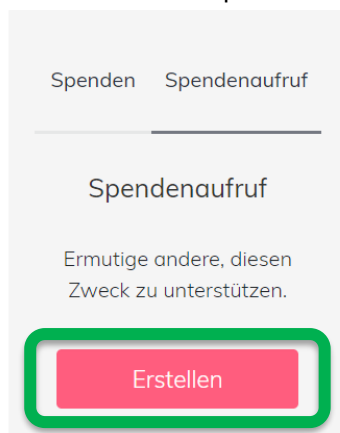 Spenden Spendenaufruf
Spendenaufruf
Ermutige andere, diesen
Zweck zu unterstützen.
Erstellen